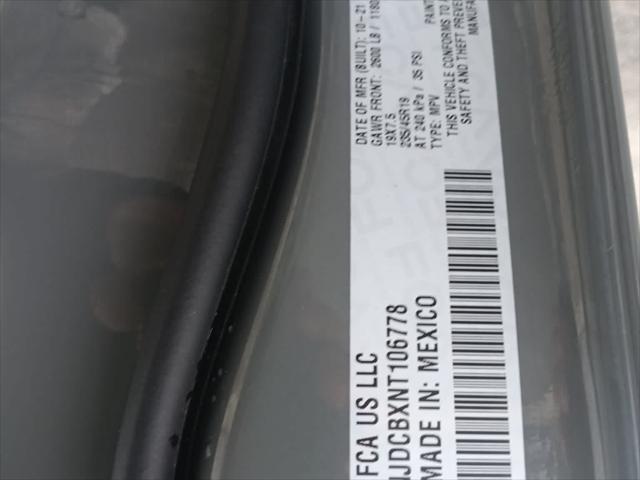 FCA US LLC
JDCBXNT106778
MADE IN: MEXICO
DATE OF MFR (BUILT): 10-21
GAWR FRONT: 2600 LB / 1180
19X7.5
235/45R19
AT 240 kPa / 35 PSI
TYPE: MPV
PAINT
THIS VEHICLE CONFORMS TO
SAFETY AND THEFT PREVE
MANUFA